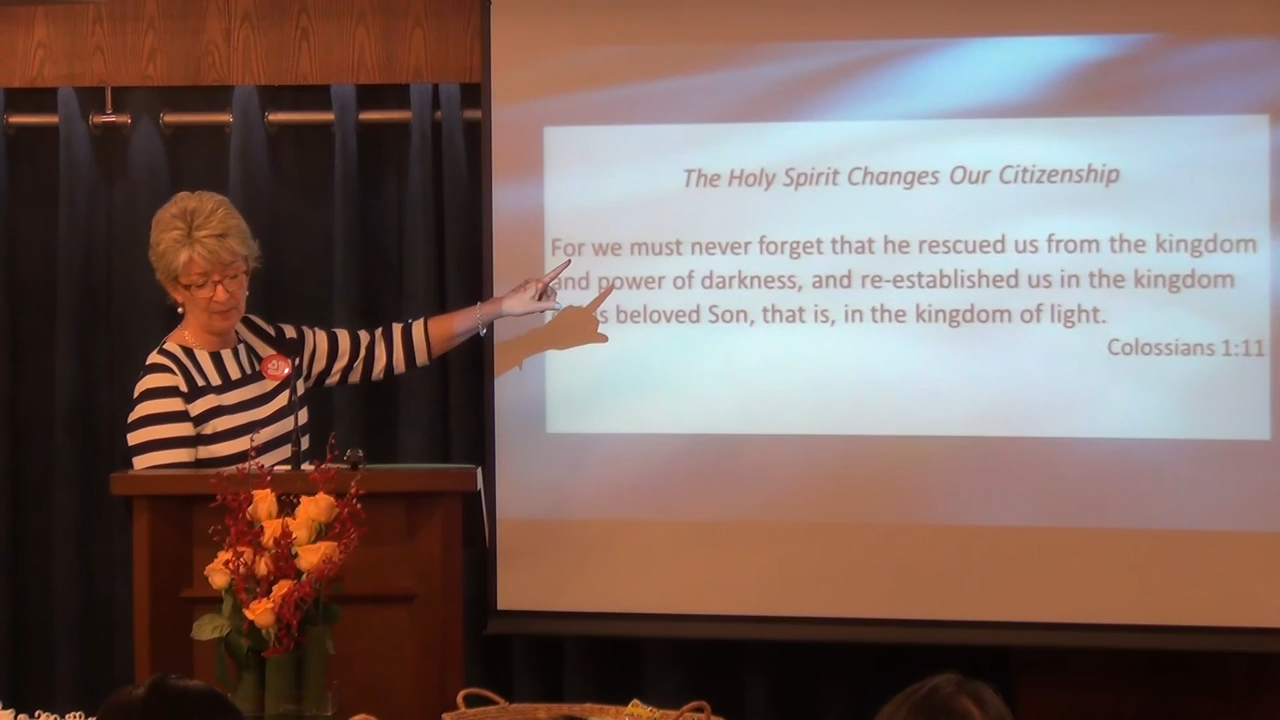 The Holy Spirit Changes Our Citizenship
For we must never forget that he rescued us from the kingdom
and power of darkness, and re-established us in the kingdom
beloved Son, that is, in the kingdom of light.
Colossians 1:11